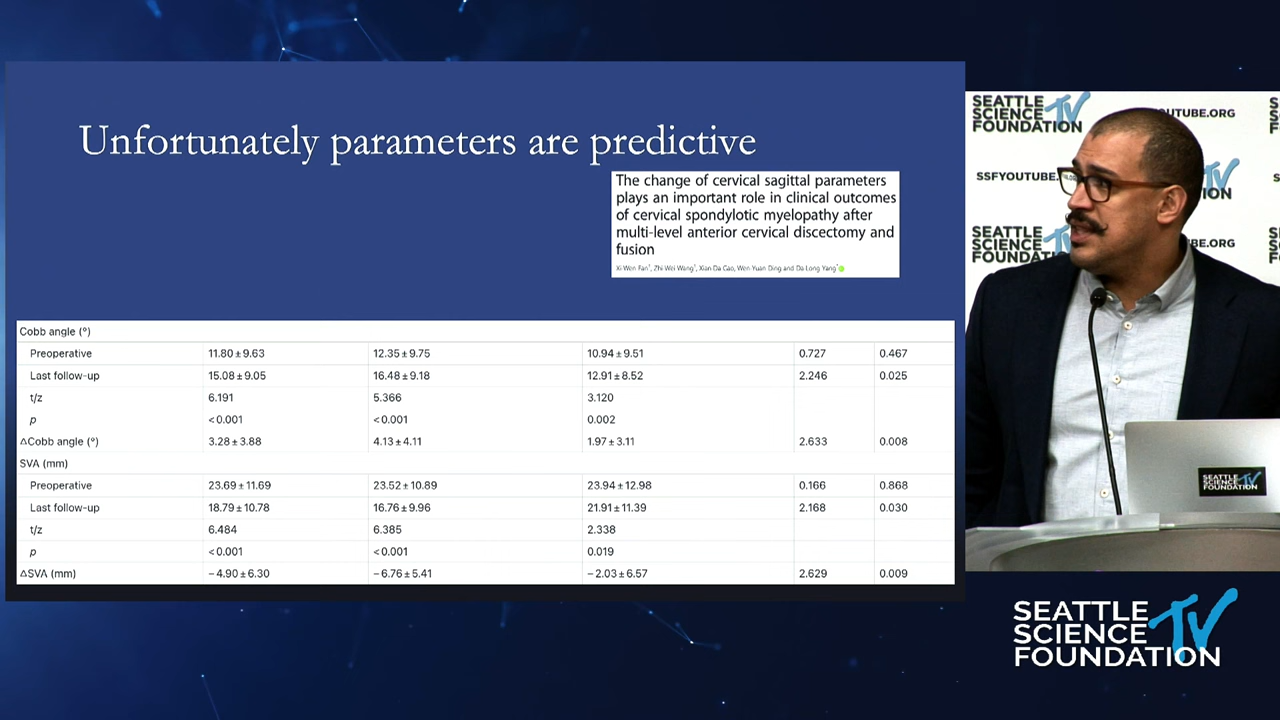 Unfortunately parameters are predictive
The change of cervical sagittal parameters
plays an important role in clinical outcomes
of cervical spondylotic myelopathy after
multi-level anterior cervical discectomy and
fusion
Xi-Wen Fan†, Zhi-Wei Wang†, Xian-Da Gao, Wen-Yuan Ding and Da-Long Yang*
Cobb angle (°)
Preoperative 11.80 ± 9.63 12.35 ± 9.75 10.94 ± 9.51 0.727 0.467
Last follow-up 15.08 ± 9.05 16.48 ± 9.18 12.91 ± 8.52 2.246 0.025
t/z 6.191 5.366 3.120
p <0.001 <0.001 0.002
△Cobb angle (°) 3.28 ± 3.88 4.13 ± 4.11 1.97 ± 3.11 2.633 0.008
SVA (mm)
Preoperative 23.69 ± 11.69 23.52 ± 10.89 23.94 ± 12.98 0.166 0.868
Last follow-up 18.79 ± 10.78 16.76 ± 9.96 21.91 ± 11.39 2.168 0.030
t/z 6.484 6.385 2.338
p <0.001 <0.001 0.019
△SVA (mm) −4.90 ± 6.30 −6.76 ± 5.41 −2.03 ± 6.57 2.629 0.009
SEATTLE
SCIENCE TV
FOUNDATION
UTUBE.ORG
SSFYOUTUBE.
ION
SEATTLE
SCIENCE
FOUNDATION
BE.ORG
SEATTLE
SCIENCE TV
FOUNDATION
SEATTLE
SCIENCE TV
FOUNDATION